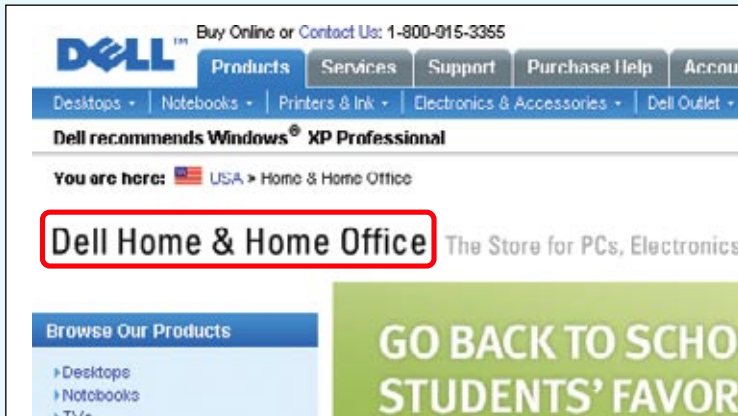 DELL™
Buy Online or Contact Us: 1-800-915-3355
Products Services Support Purchase Help
Desktops Notebooks Printers & Ink Electronics & Accessories Dell Outlet
Dell recommends Windows® XP Professional
You are here: USA > Home & Home Office
Dell Home & Home Office The Store for PCs, Electronics
Browse Our Products
GO BACK TO SCHO
Desktops
STUDENTS' FAVOR
Notebooks
TVs